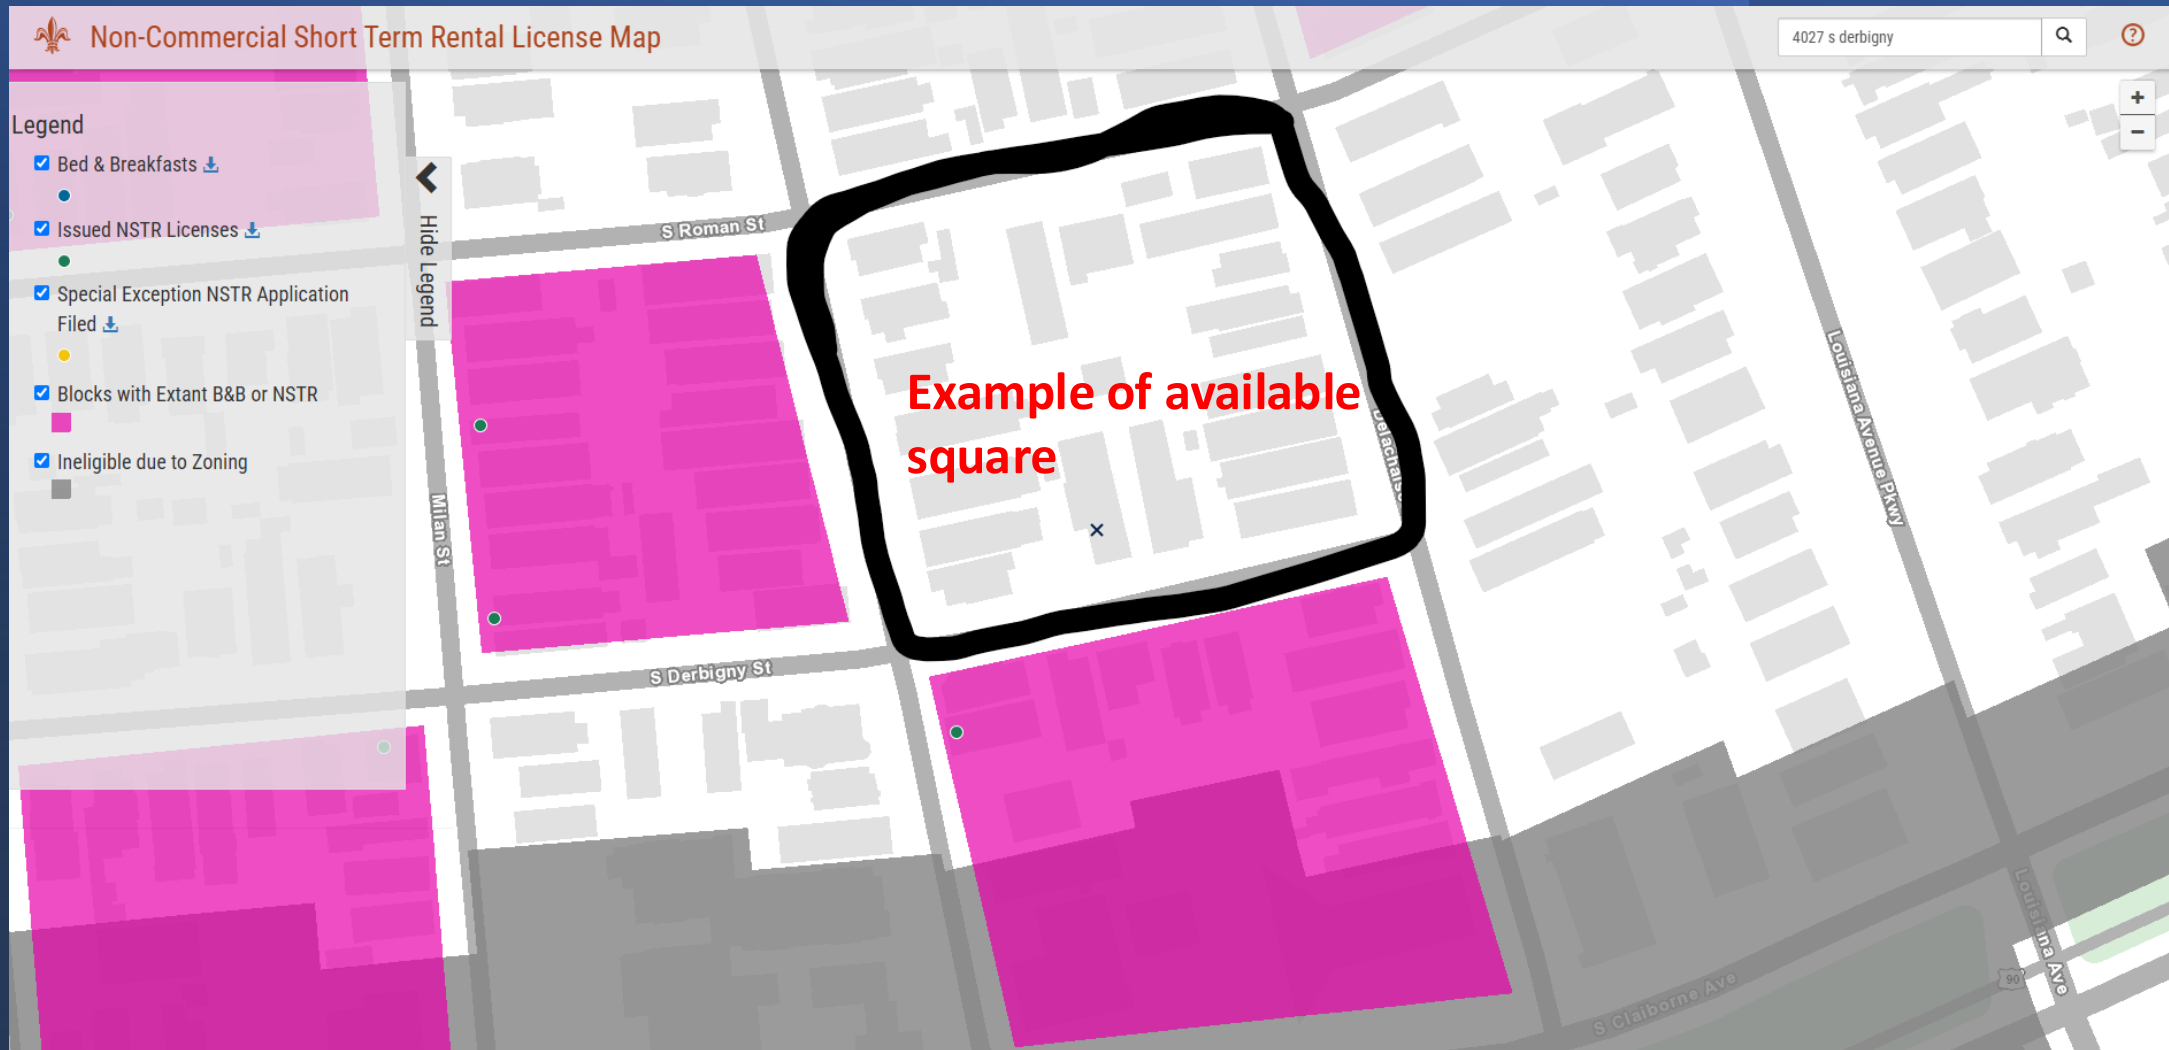 Non-Commercial Short Term Rental License Map
4027 s derbigny
?
+
−
Legend
Bed & Breakfasts
Issued NSTR Licenses
Special Exception NSTR Application
Filed
Blocks with Extant B&B or NSTR
Ineligible due to Zoning
Hide Legend
S Roman St
Milan St
S Derbigny St
Example of available
square
Delachaise
Louisiana Avenue Pkwy
Louisiana Ave
S Claiborne Ave
90